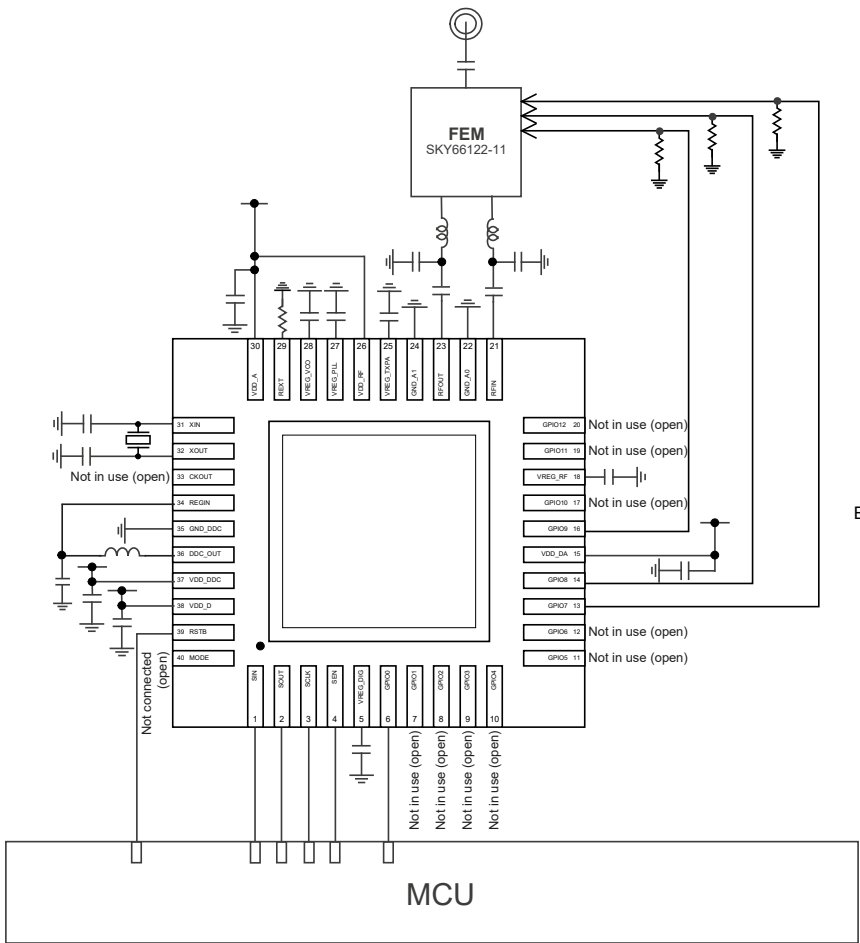 FEM
SKY66122-11
30
29
28
27
26
25
24
23
22
21
VDD_A
REXT
VREG_VCO
VREG_PLL
VDD_RF
VREG_TXPA
GND_A1
RFOUT
GND_A0
RFIN
31 XIN
32 XOUT
Not in use (open) 33 CKOUT
34 REGIN
35 GND_DDC
36 DDC_OUT
37 VDD_DDC
38 VDD_D
39 RSTB
40 MODE
Not connected
(open)
GPIO12 20 Not in use (open)
GPIO11 19 Not in use (open)
VREG_RF 18
GPIO10 17 Not in use (open)
GPIO9 16
VDD_DA 15
GPIO8 14
GPIO7 13
GPIO6 12 Not in use (open)
GPIO5 11 Not in use (open)
E
SIN
SOUT
SCLK
SEN
VREG_DIG
GPIO0
GPIO1
GPIO2
GPIO3
GPIO4
1
2
3
4
5
6
7
8
9
10
Not in use (open)
Not in use (open)
Not in use (open)
Not in use (open)
MCU